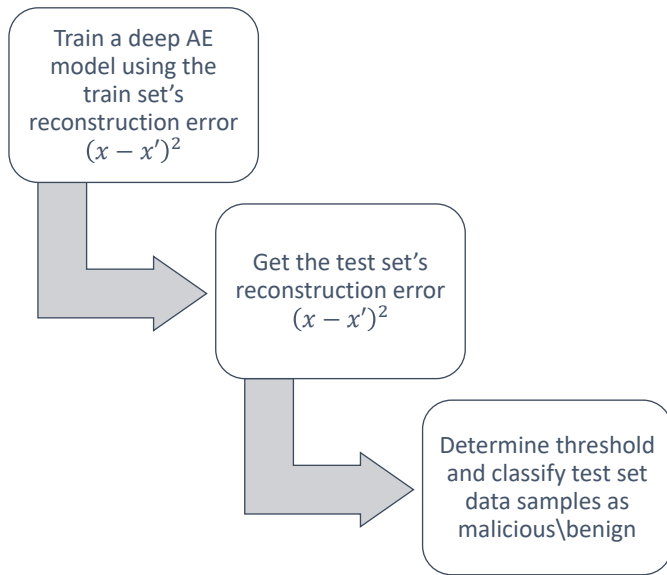 Train a deep AE
model using the
train set’s
reconstruction error
(𝑥 − 𝑥′)²
Get the test set’s
reconstruction error
(𝑥 − 𝑥′)²
Determine threshold
and classify test set
data samples as
malicious\benign